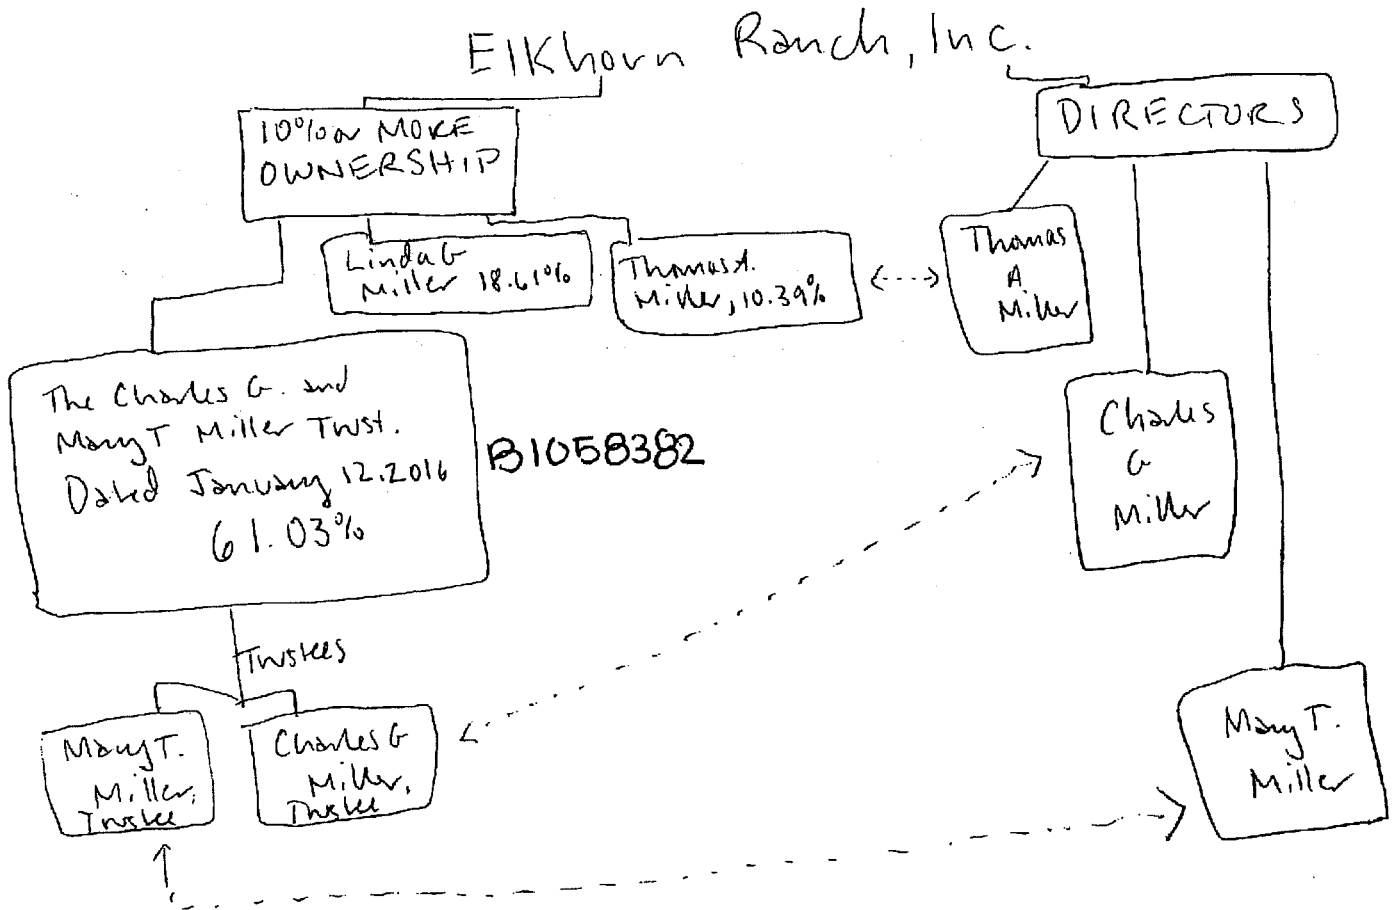 Elkhorn Ranch, Inc.
10% or MORE
OWNERSHIP
DIRECTORS
Linda G
Miller 18.61%
Thomas A.
Miller, 10.39%
Thomas
A
Miller
The Charles G. and
Mary T Miller Trust.
Dated January 12.2016
61.03%
B1058382
Charles
G
Miller
Trustees
Mary T.
Miller,
Trustee
Charles G
Miller,
Trustee
Mary T.
Miller